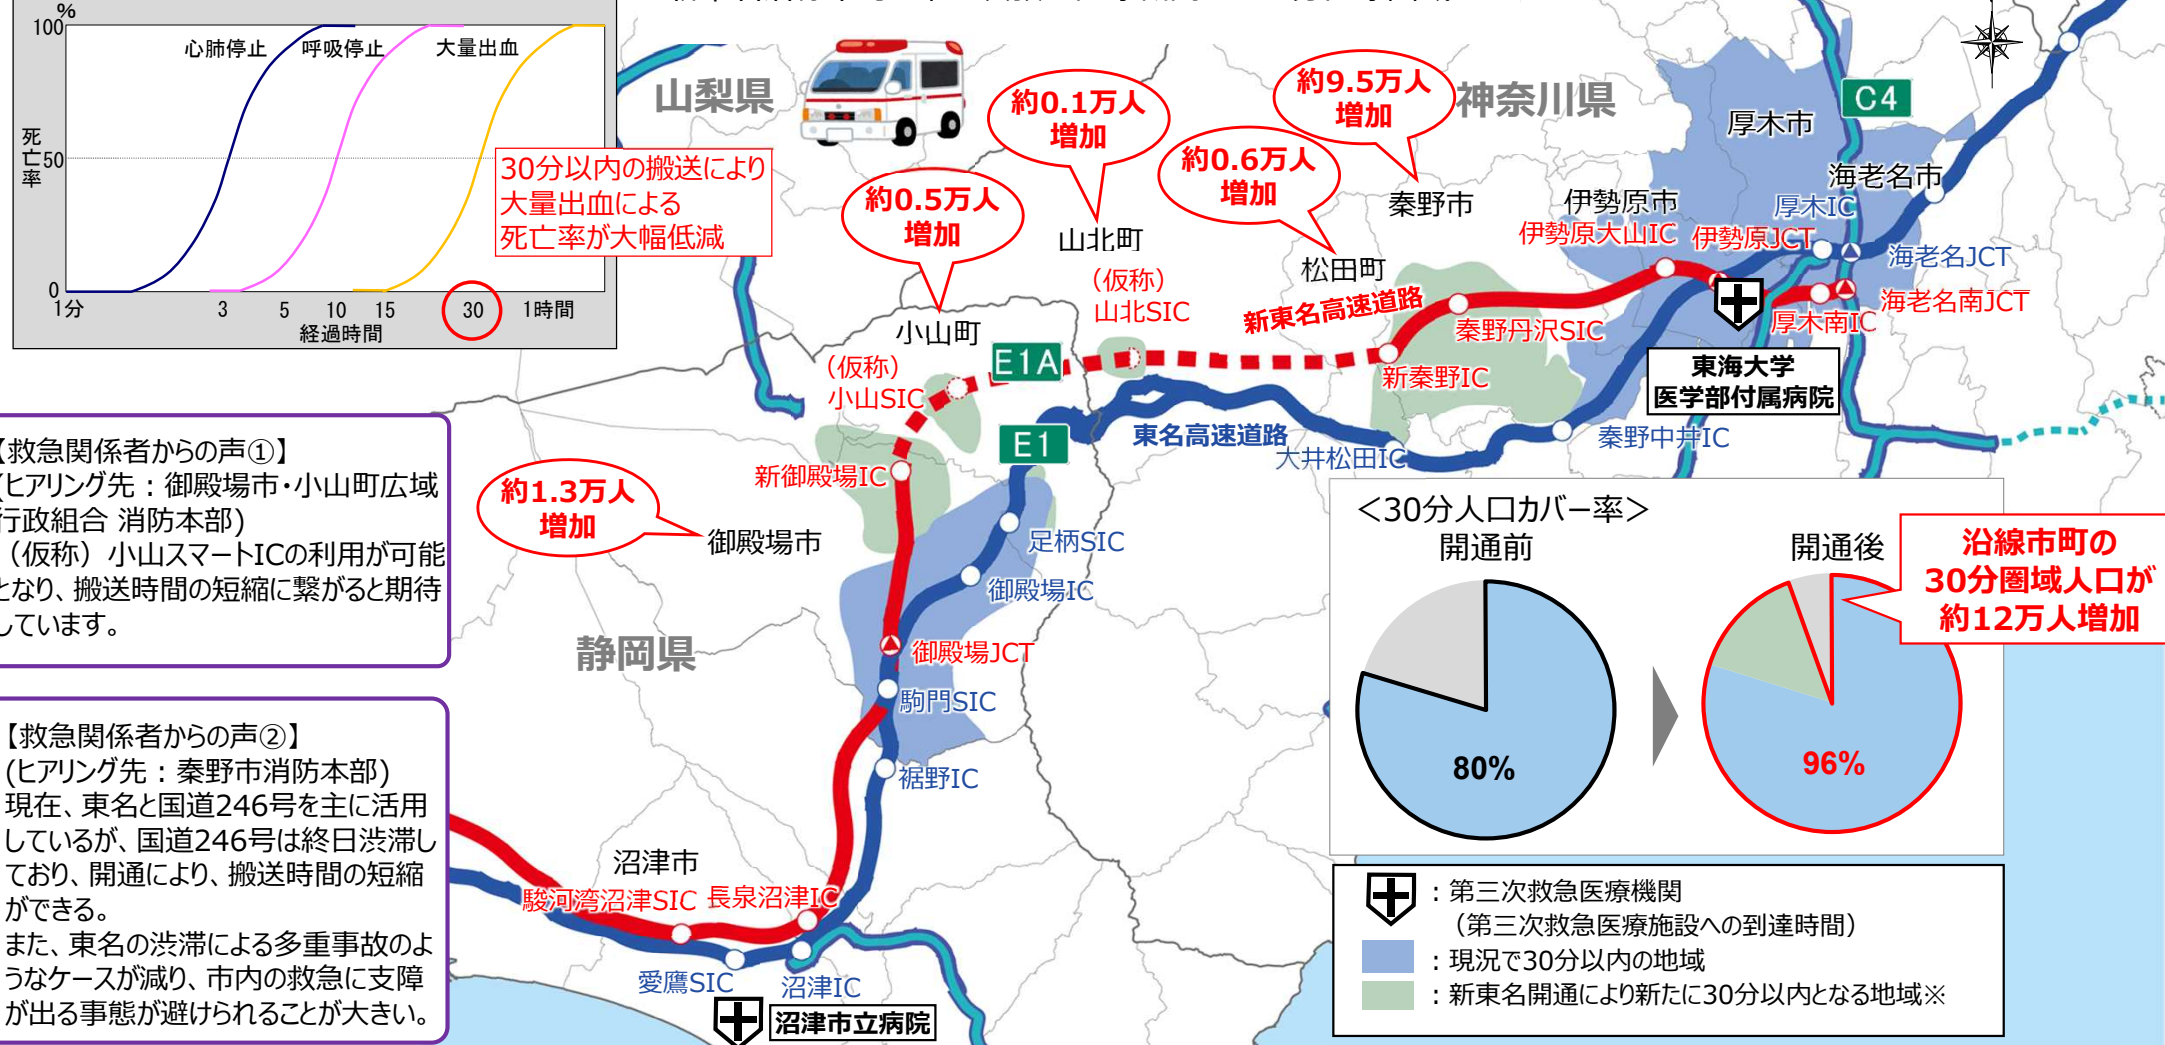 %
100
50
0
死亡率
心肺停止
呼吸停止
大量出血
1分
3
5
10
15
30
1時間
経過時間
30分以内の搬送により
大量出血による
死亡率が大幅低減
山梨県
神奈川県
静岡県
約0.5万人
増加
約0.1万人
増加
約0.6万人
増加
約9.5万人
増加
約1.3万人
増加
C4
厚木市
海老名市
厚木IC
秦野市
伊勢原市
伊勢原大山IC
伊勢原JCT
海老名JCT
海老名南JCT
厚木南IC
山北町
(仮称)
山北SIC
松田町
新東名高速道路
秦野丹沢SIC
新秦野IC
小山町
(仮称)
小山SIC
E1A
E1
東名高速道路
大井松田IC
秦野中井IC
東海大学
医学部付属病院
新御殿場IC
御殿場市
足柄SIC
御殿場IC
御殿場JCT
駒門SIC
裾野IC
沼津市
駿河湾沼津SIC
長泉沼津IC
愛鷹SIC
沼津IC
沼津市立病院
【救急関係者からの声①】
(ヒアリング先:御殿場市・小山町広域
行政組合 消防本部)
(仮称)小山スマートICの利用が可能
となり、搬送時間の短縮に繋がると期待
しています。
【救急関係者からの声②】
(ヒアリング先:秦野市消防本部)
現在、東名と国道246号を主に活用
しているが、国道246号は終日渋滞し
ており、開通により、搬送時間の短縮
ができる。
また、東名の渋滞による多重事故のよ
うなケースが減り、市内の救急に支障
が出る事態が避けられることが大きい。
<30分人口カバー率>
開通前
開通後
80%
96%
沿線市町の
30分圏域人口が
約12万人増加
:第三次救急医療機関
(第三次救急医療施設への到達時間)
:現況で30分以内の地域
:新東名開通により新たに30分以内となる地域※